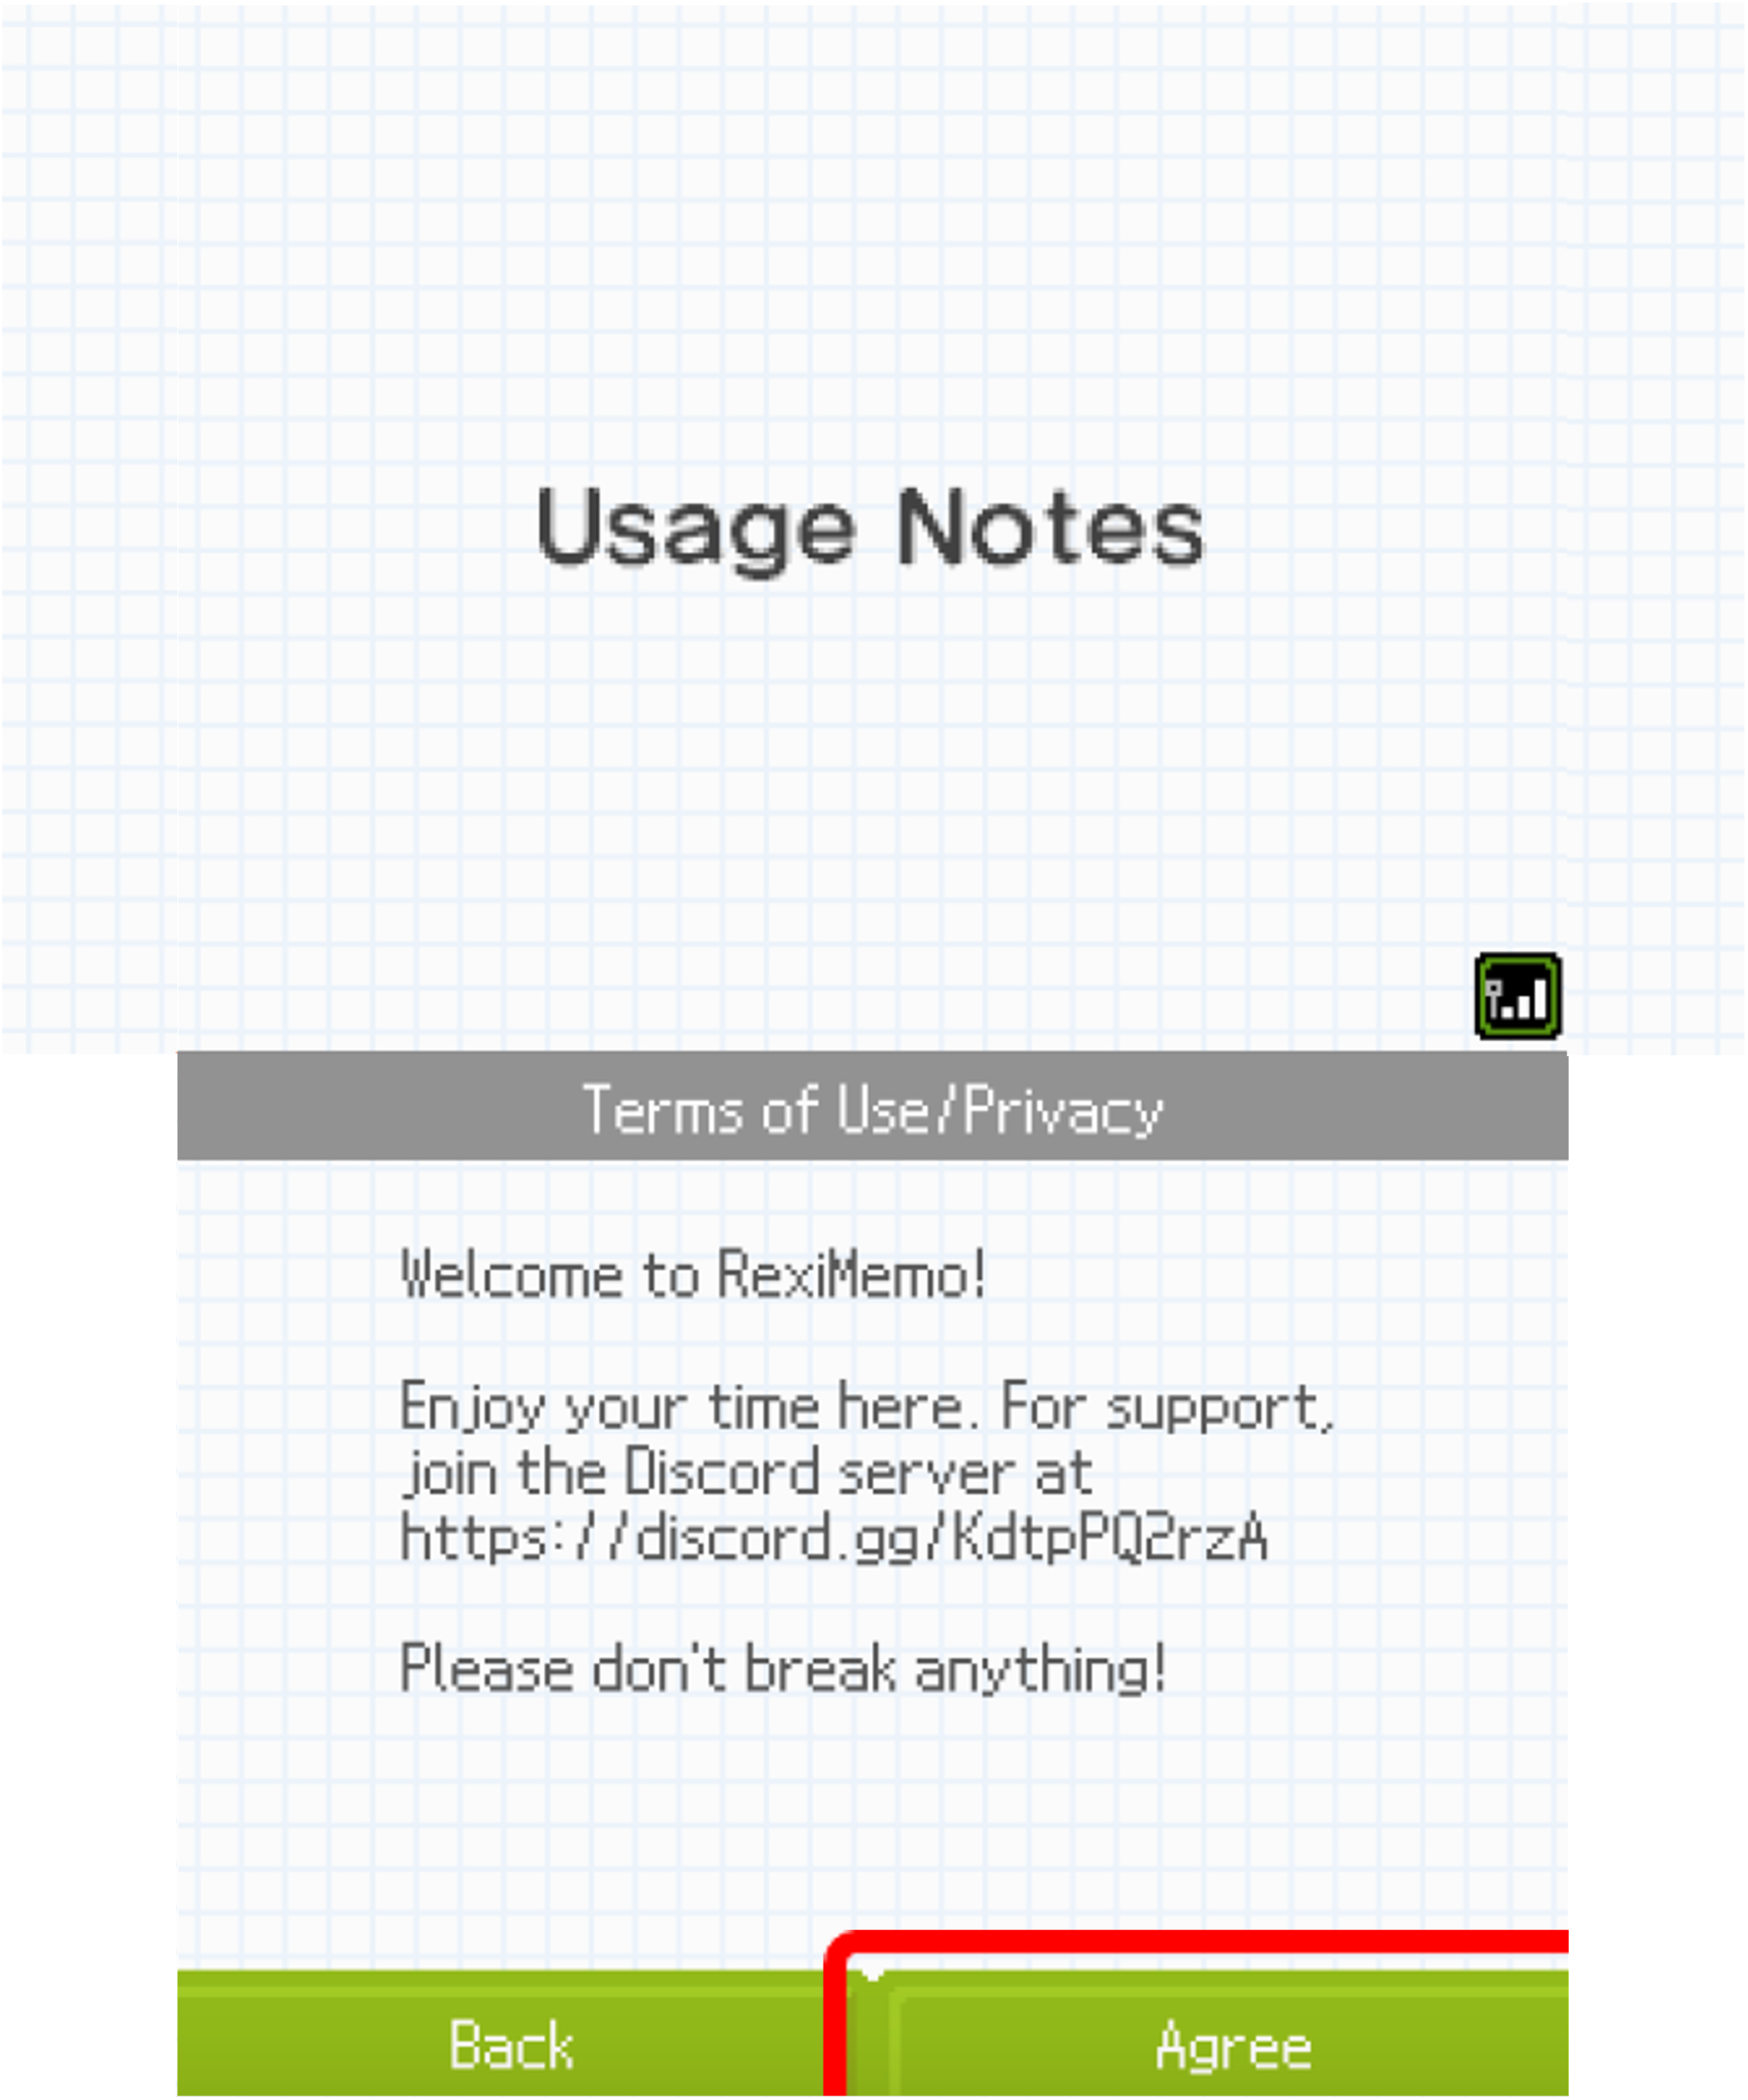 Usage Notes
Terms of Use/Privacy
Welcome to RexiMemo!
Enjoy your time here. For support,
join the Discord server at
https://discord.gg/KdtpPQ2rzA
Please don't break anything!
Back
Agree